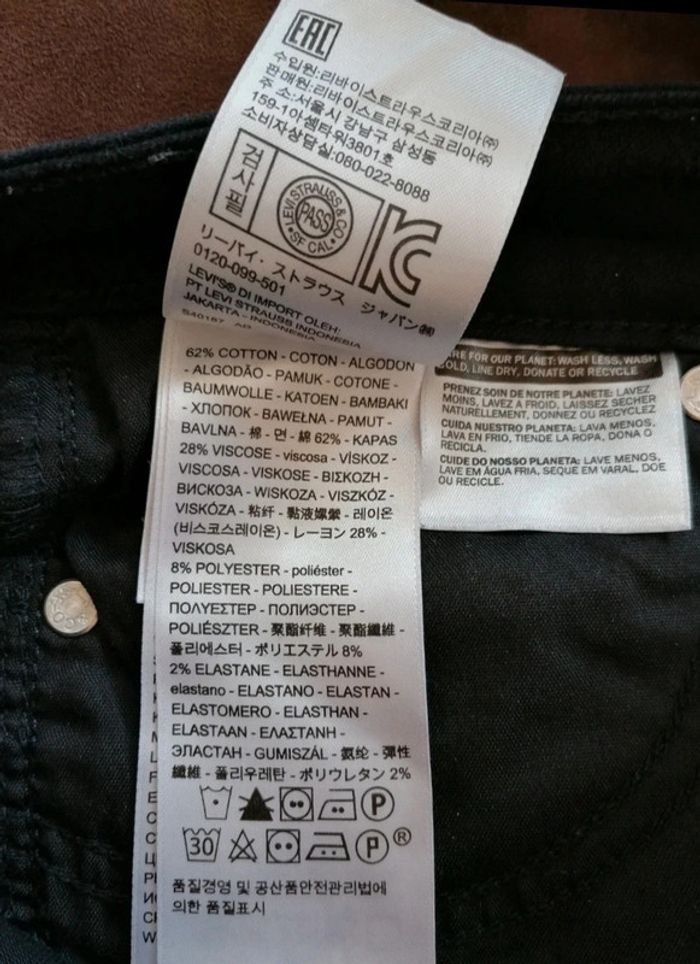 EAC
수입원:리바이스트라우스코리아㈜
판매원:리바이스트라우스코리아㈜
주 소:서울시 강남구 삼성동
159-1아셈타워3801호
소비자상담실:080-022-8088
검사필
LEVI STRAUSS & CO
PASS
SF CAL
リーバイ・ストラウス ジャパン㈱
0120-099-501
LEVI'S® DI IMPORT OLEH:
PT LEVI STRAUSS INDONESIA
JAKARTA - INDONESIA
62% COTTON - COTON - ALGODON
- ALGODÃO - PAMUK - COTONE -
BAUMWOLLE - KATOEN - BAMBAKI
- ХЛОПОК - BAWEŁNA - PAMUT -
BAVLNA - 棉 - 면 - 綿 62% - KAPAS
28% VISCOSE - viscosa - VÍSKOZ -
VISCOSA - VISKOSE - ΒΙΣΚΟΖΗ -
ВИСКОЗА - WISKOZA - VISZKÓZ -
VISKÓZA - 粘纤 - 黏液嫘縈 - 레이온
(비스코스레이온) - レーヨン 28% -
VISKOSA
8% POLYESTER - poliéster -
POLIESTER - POLIESTERE -
ΠΟΛΥΕΣΤΕΡ - ПОЛИЭСТЕР -
POLIÉSZTER - 聚酯纤维 - 聚酯纖維 -
폴리에스터 - ポリエステル 8%
2% ELASTANE - ELASTHANNE -
elastano - ELASTANO - ELASTAN -
ELASTOMERO - ELASTHAN -
ELASTAAN - ΕΛΑΣΤΑΝΗ -
ЭЛАСТАН - GUMISZÁL - 氨纶 - 彈性
纖維 - 폴리우레탄 - ポリウレタン 2%
P
30 P ®
품질경영 및 공산품안전관리법에
의한 품질표시
CARE FOR OUR PLANET: WASH LESS, WASH
COLD, LINE DRY, DONATE OR RECYCLE
PRENEZ SOIN DE NOTRE PLANETE: LAVEZ
MOINS, LAVEZ A FROID, LAISSEZ SECHER
NATURELLEMENT, DONNEZ OU RECYCLEZ
CUIDA NUESTRO PLANETA: LAVA MENOS,
LAVA EN FRIO, TIENDE LA ROPA, DONA O
RECICLA.
CUIDE DO NOSSO PLANETA: LAVE MENOS,
LAVE EM ÁGUA FRIA, SEQUE EM VARAL, DOE
OU RECICLE.